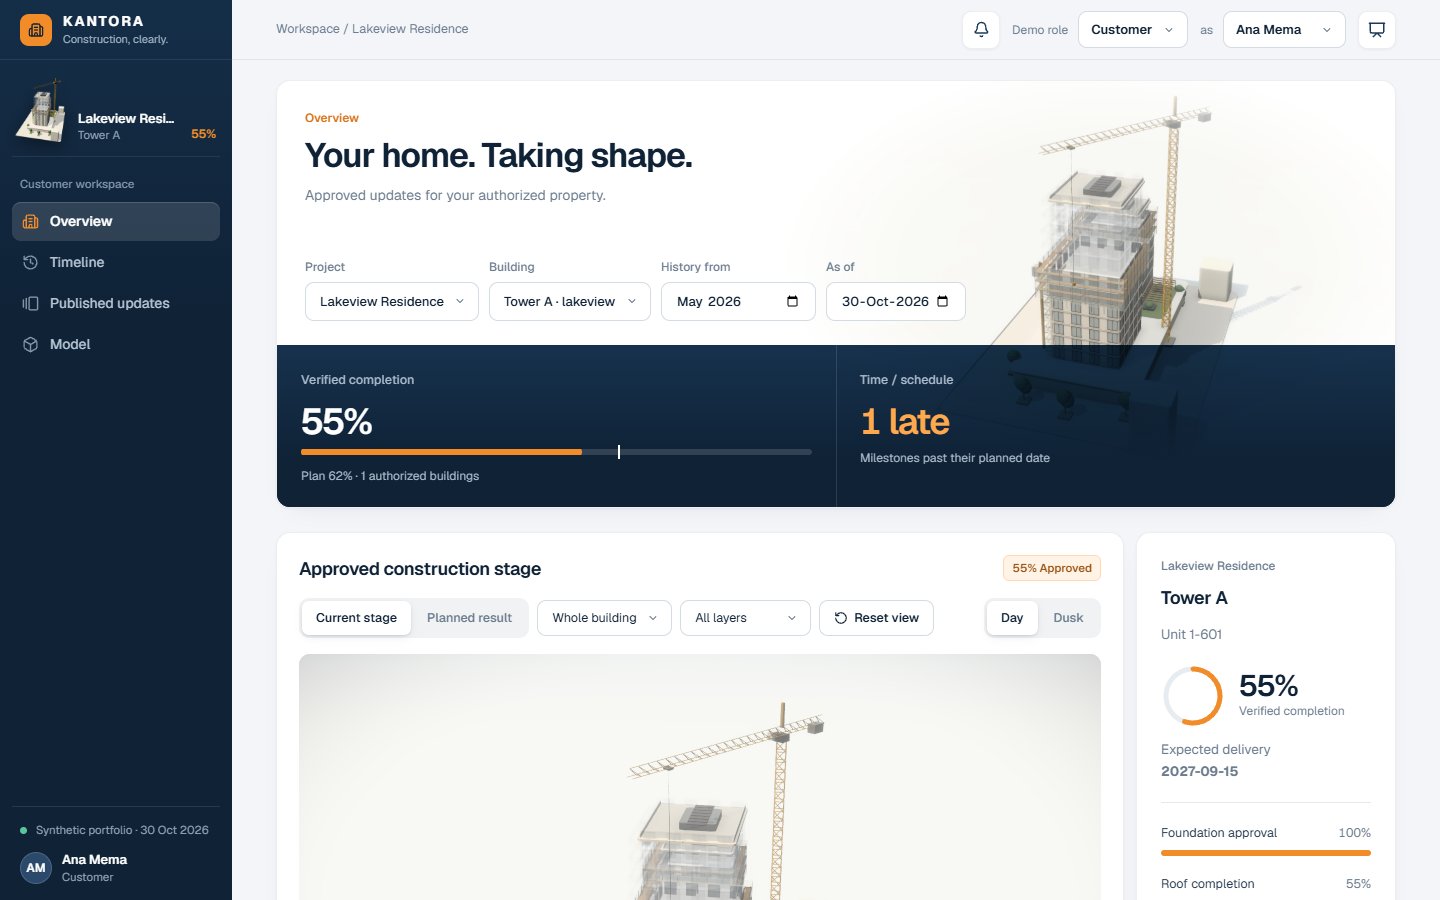 KANTORA
Construction, clearly.
Lakeview Resi...
Tower A
55%
Customer workspace
Overview
Timeline
Published updates
Model
Synthetic portfolio · 30 Oct 2026
AM
Ana Mema
Customer
Workspace / Lakeview Residence
Demo role
Customer
as
Ana Mema
Overview
Your home. Taking shape.
Approved updates for your authorized property.
Project
Building
History from
As of
Lakeview Residence
Tower A · lakeview
May 2026
30-Oct-2026
Verified completion
55%
Plan 62% · 1 authorized buildings
Time / schedule
1 late
Milestones past their planned date
Approved construction stage
55% Approved
Current stage
Planned result
Whole building
All layers
Reset view
Day
Dusk
Lakeview Residence
Tower A
Unit 1-601
55%
Verified completion
Expected delivery
2027-09-15
Foundation approval
100%
Roof completion
55%